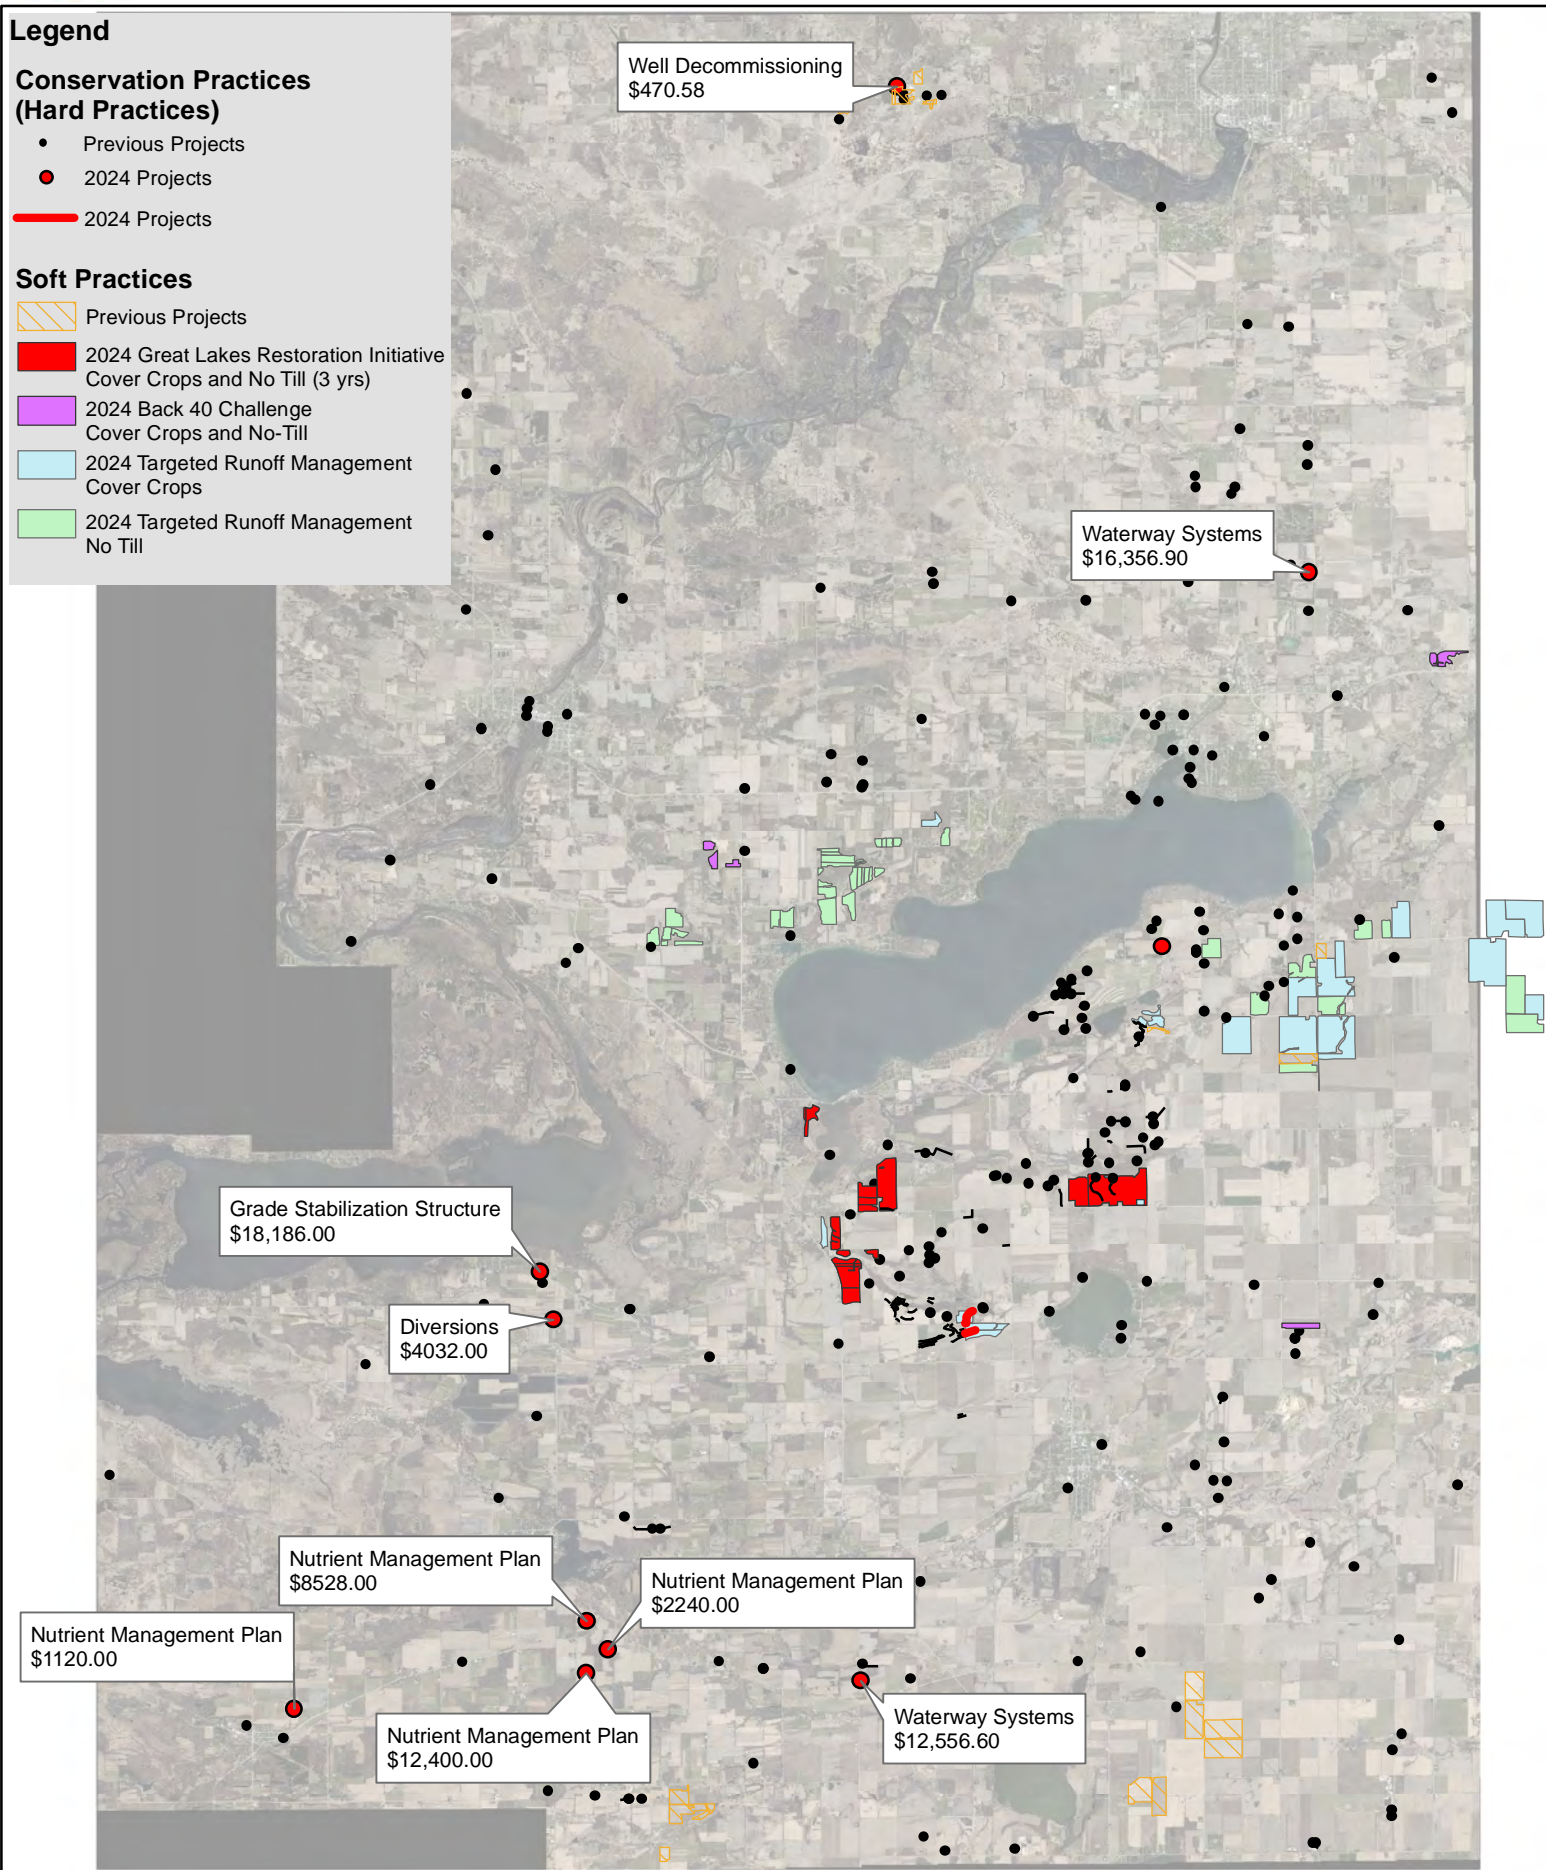 Legend
Conservation Practices
(Hard Practices)
Previous Projects
2024 Projects
2024 Projects
Soft Practices
Previous Projects
2024 Great Lakes Restoration Initiative
Cover Crops and No Till (3 yrs)
2024 Back 40 Challenge
Cover Crops and No-Till
2024 Targeted Runoff Management
Cover Crops
2024 Targeted Runoff Management
No Till
Well Decommissioning
$470.58
Waterway Systems
$16,356.90
Grade Stabilization Structure
$18,186.00
Diversions
$4032.00
Nutrient Management Plan
$8528.00
Nutrient Management Plan
$2240.00
Nutrient Management Plan
$1120.00
Nutrient Management Plan
$12,400.00
Waterway Systems
$12,556.60